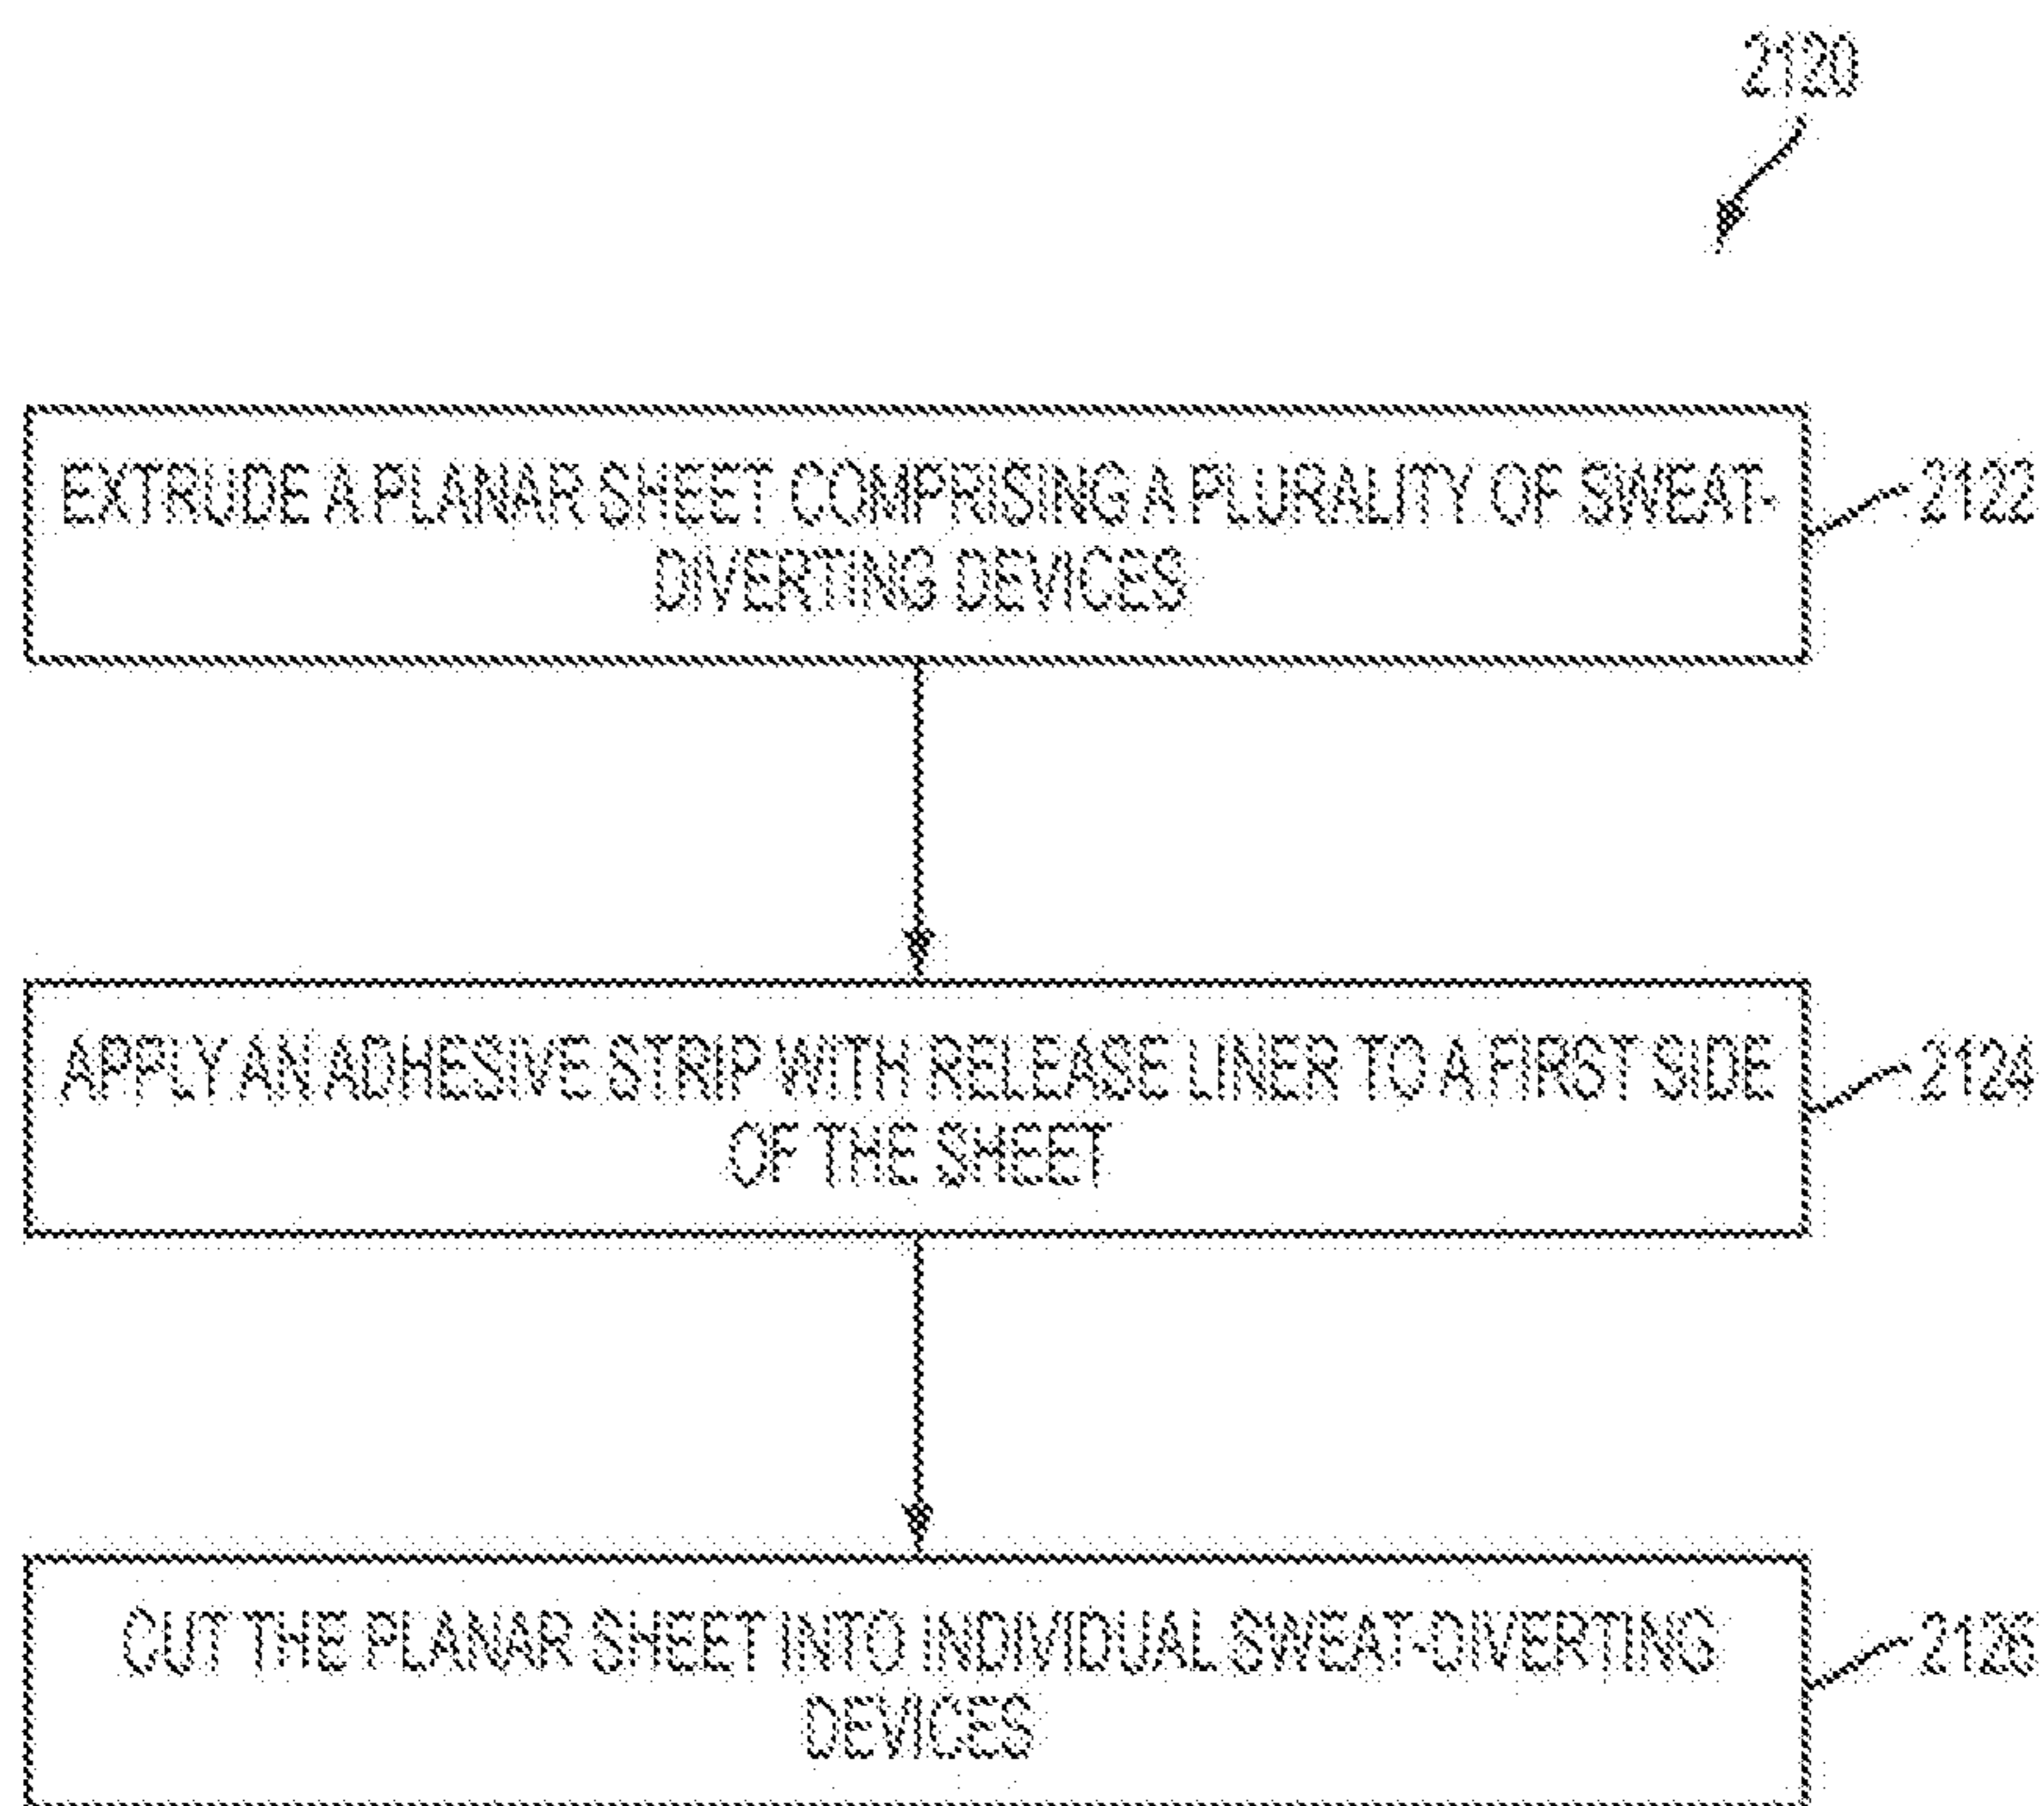 2120
EXTRUDE A PLANAR SHEET COMPRISING A PLURALITY OF SWEAT-
DIVERTING DEVICES
2122
APPLY AN ADHESIVE STRIP WITH RELEASE LINER TO A FIRST SIDE
OF THE SHEET
2124
CUT THE PLANAR SHEET INTO INDIVIDUAL SWEAT-DIVERTING
DEVICES
2126